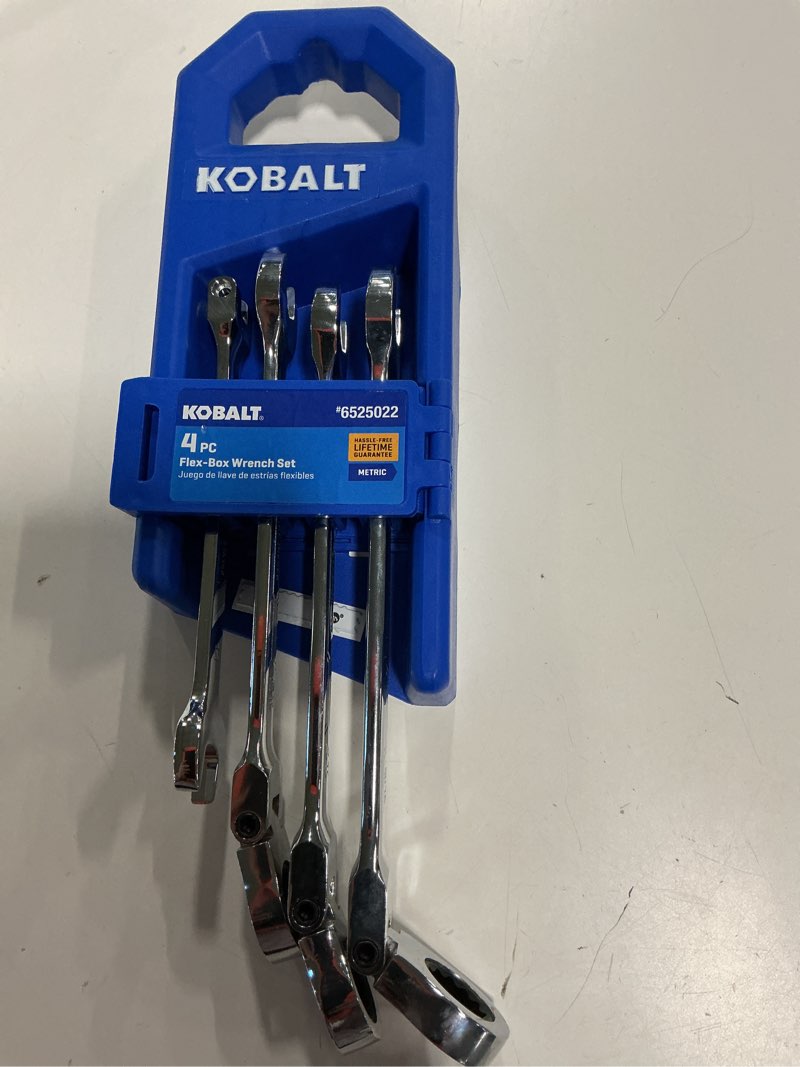 KOBALT
KOBALT® #6525022
4 PC
Flex-Box Wrench Set
Juego de llave de estrías flexibles
HASSLE-FREE
LIFETIME
GUARANTEE
METRIC